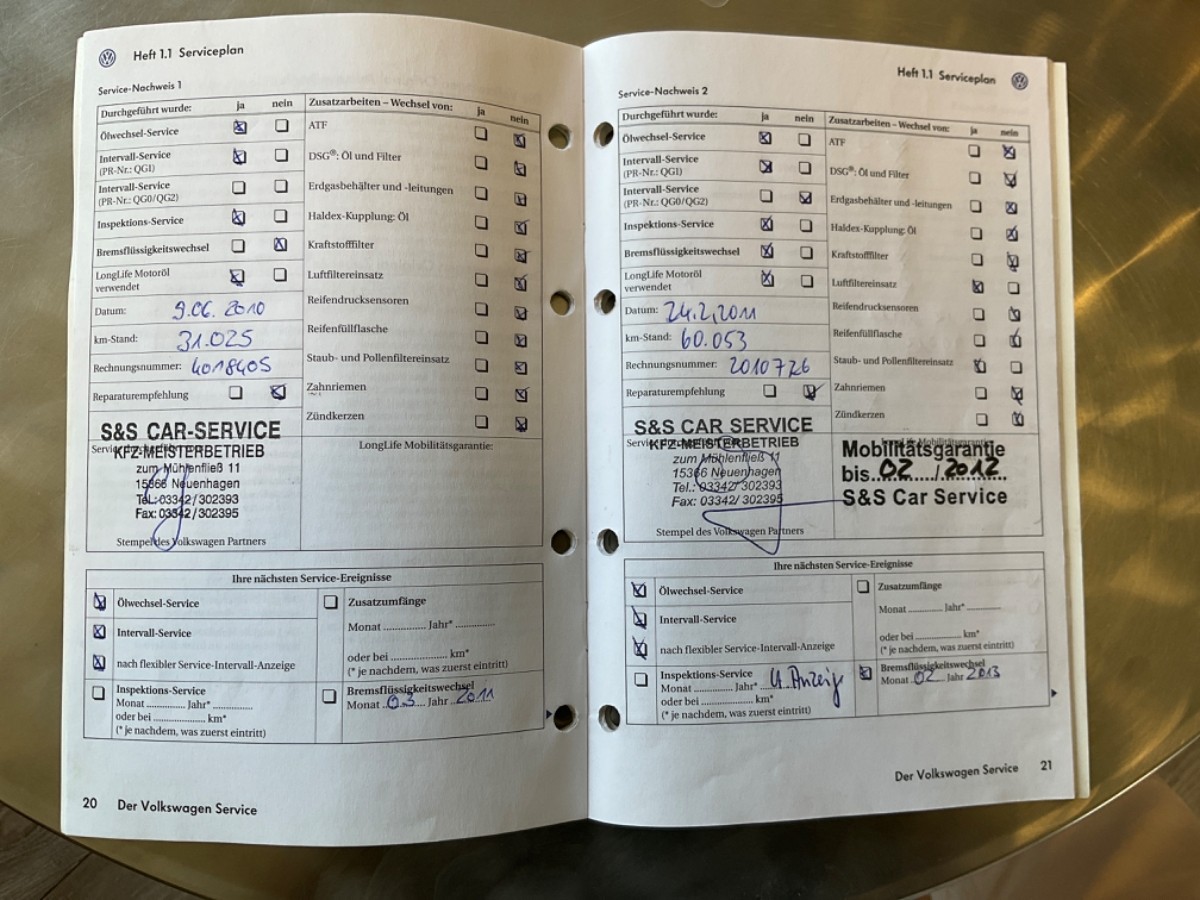 Heft 1.1 Serviceplan
Service-Nachweis 1
Durchgeführt wurde: ja nein
Ölwechsel-Service
Intervall-Service
(PR-Nr.: QGI)
Intervall-Service
(PR-Nr.: QG0/QG2)
Inspektions-Service
Bremsflüssigkeitswechsel
LongLife Motoröl
verwendet
Datum: 9.06. 2010
km-Stand: 31.025
Rechnungsnummer: 4018405
Reparaturempfehlung
Zusatzarbeiten – Wechsel von: ja nein
ATF
DSG®: Öl und Filter
Erdgasbehälter und -leitungen
Haldex-Kupplung: Öl
Kraftstofffilter
Luftfiltereinsatz
Reifendrucksensoren
Reifenfüllflasche
Staub- und Pollenfiltereinsatz
Zahnriemen
Zündkerzen
S&S CAR-SERVICE
KFZ-MEISTERBETRIEB
zum Mühlenfließ 11
15366 Neuenhagen
Tel.: 03342/302393
Fax: 03342/302395
Stempel des Volkswagen Partners
LongLife Mobilitätsgarantie:
Ihre nächsten Service-Ereignisse
Ölwechsel-Service
Intervall-Service
nach flexibler Service-Intervall-Anzeige
Inspektions-Service
Monat ............... Jahr* ...............
oder bei .................... km*
(* je nachdem, was zuerst eintritt)
Zusatzumfänge
Monat ............... Jahr* ...............
oder bei .................... km*
(* je nachdem, was zuerst eintritt)
Bremsflüssigkeitswechsel
Monat 03 Jahr 2011
20 Der Volkswagen Service
Heft 1.1 Serviceplan
Service-Nachweis 2
Durchgeführt wurde: ja nein
Ölwechsel-Service
Intervall-Service
(PR-Nr.: QGI)
Intervall-Service
(PR-Nr.: QG0/QG2)
Inspektions-Service
Bremsflüssigkeitswechsel
LongLife Motoröl
verwendet
Datum: 24.2.2011
km-Stand: 60.053
Rechnungsnummer: 2010726
Reparaturempfehlung
Zusatzarbeiten – Wechsel von: ja nein
ATF
DSG®: Öl und Filter
Erdgasbehälter und -leitungen
Haldex-Kupplung: Öl
Kraftstofffilter
Luftfiltereinsatz
Reifendrucksensoren
Reifenfüllflasche
Staub- und Pollenfiltereinsatz
Zahnriemen
Zündkerzen
S&S CAR SERVICE
KFZ-MEISTERBETRIEB
zum Mühlenfließ 11
15366 Neuenhagen
Tel.: 03342/302393
Fax: 03342/302395
Stempel des Volkswagen Partners
LongLife Mobilitätsgarantie
Mobilitätsgarantie
bis 02 / 2012
S&S Car Service
Ihre nächsten Service-Ereignisse
Ölwechsel-Service
Intervall-Service
nach flexibler Service-Intervall-Anzeige
Inspektions-Service
Monat ............... Jahr* Anzeige
oder bei .................... km*
(* je nachdem, was zuerst eintritt)
Zusatzumfänge
Monat ............... Jahr* ...............
oder bei .................... km*
(* je nachdem, was zuerst eintritt)
Bremsflüssigkeitswechsel
Monat 02 Jahr 2013
Der Volkswagen Service 21